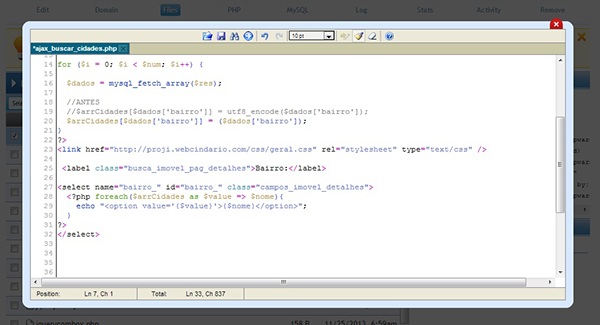 Edit Domain Files PHP MySQL Log Stats Activity Remove
10 pt
*ajax_buscar_cidades.php
14 for ($i = 0; $i < $num; $i++) {
15
16 $dados = mysql_fetch_array($res);
17
18 //ANTES
19 //$arrCidades[$dados['bairro']] = utf8_encode($dados['bairro']);
20 $arrCidades[$dados['bairro']] = ($dados['bairro']);
21 }
22 ?>
23 <link href="http://proji.webcindario.com/css/geral.css" rel="stylesheet" type="text/css" />
24
25 <label class="busca_imovel_pag_detalhes">Bairro:</label>
26
27 <select name="bairro_" id="bairro_" class="campos_imovel_detalhes">
28 <?php foreach($arrCidades as $value => $nome){
29 echo "<option value='{$value}'>{$nome}</option>";
30 }
31 ?>
32 </select>
33
34
35
36
Position: Ln 7, Ch 1 Total: Ln 33, Ch 837
158 B 11/25/2013 6:59am